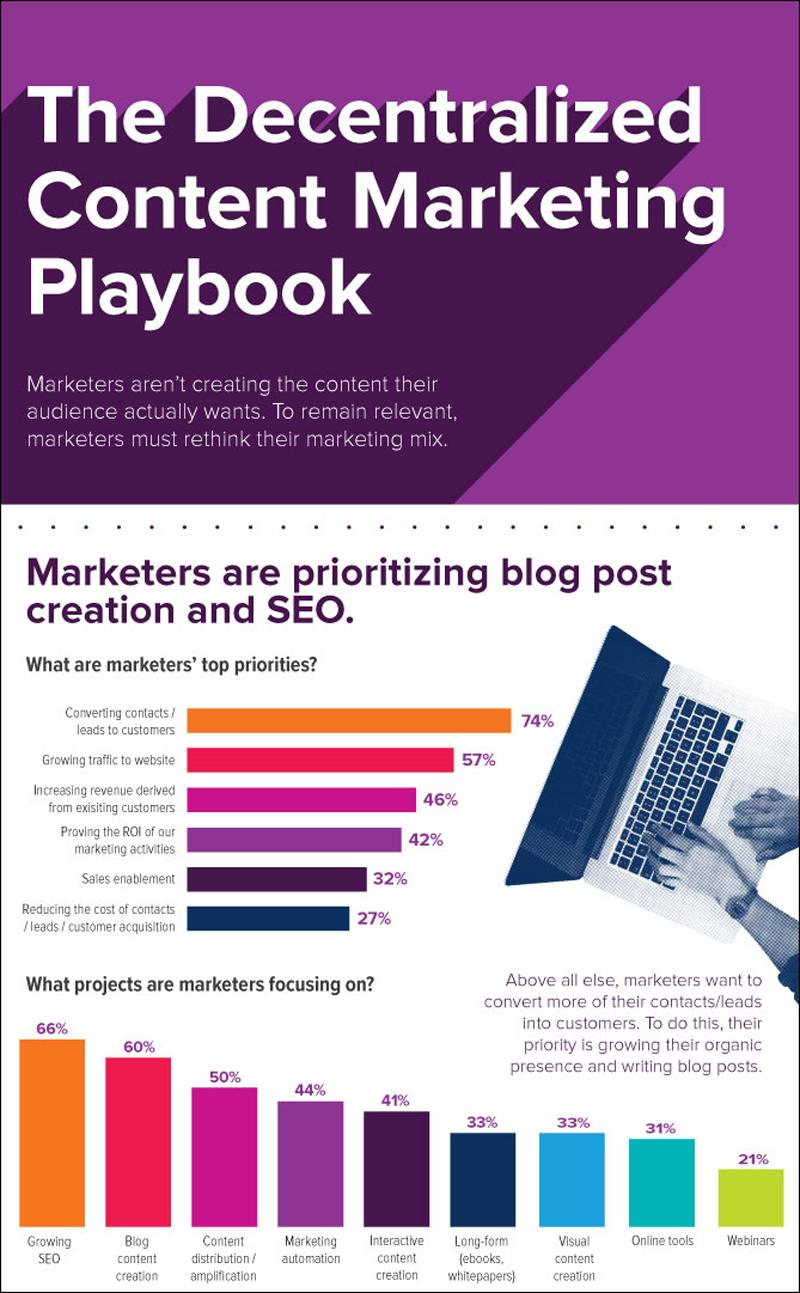 The Decentralized
Content Marketing
Playbook
Marketers aren't creating the content their
audience actually wants. To remain relevant,
marketers must rethink their marketing mix.
Marketers are prioritizing blog post
creation and SEO.
What are marketers' top priorities?
Converting contacts /
leads to customers
74%
Growing traffic to website
57%
Increasing revenue derived
from exisiting customers
46%
Proving the ROI of our
marketing activities
42%
Sales enablement
32%
Reducing the cost of contacts
/ leads / customer acquisition
27%
What projects are marketers focusing on?
Above all else, marketers want to
convert more of their contacts/leads
into customers. To do this, their
priority is growing their organic
presence and writing blog posts.
66%
60%
50%
44%
41%
33%
33%
31%
21%
Growing
SEO
Blog
content
creation
Content
distribution /
amplification
Marketing
automation
Interactive
content
creation
Long-form
(ebooks,
whitepapers)
Visual
content
creation
Online tools
Webinars